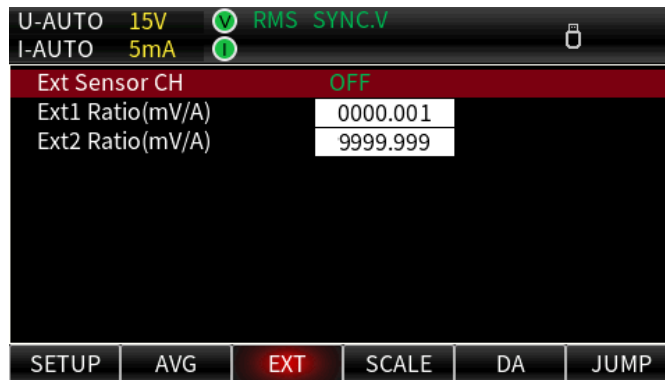 U-AUTO 15V V RMS SYNC.V
I-AUTO 5mA I
Ext Sensor CH OFF
Ext1 Ratio(mV/A) 0000.001
Ext2 Ratio(mV/A) 9999.999
SETUP AVG EXT SCALE DA JUMP